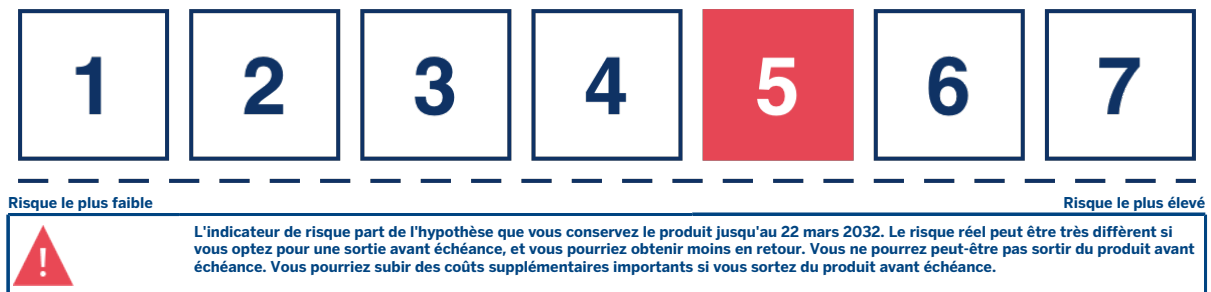 1 2 3 4 5 6 7
Risque le plus faible Risque le plus élevé
L'indicateur de risque part de l'hypothèse que vous conservez le produit jusqu'au 22 mars 2032. Le risque réel peut être très diffèrent si
vous optez pour une sortie avant échéance, et vous pourriez obtenir moins en retour. Vous ne pourrez peut-être pas sortir du produit avant
échéance. Vous pourriez subir des coûts supplémentaires importants si vous sortez du produit avant échéance.
!